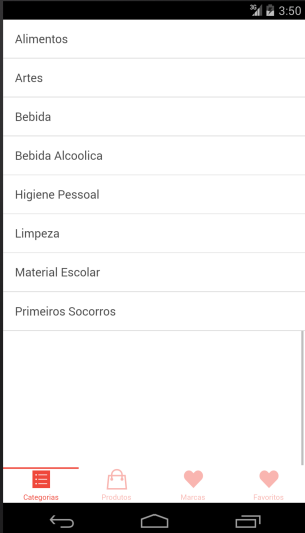 3G 3:50
Alimentos
Artes
Bebida
Bebida Alcoolica
Higiene Pessoal
Limpeza
Material Escolar
Primeiros Socorros
Categorias Produtos Marcas Favoritos